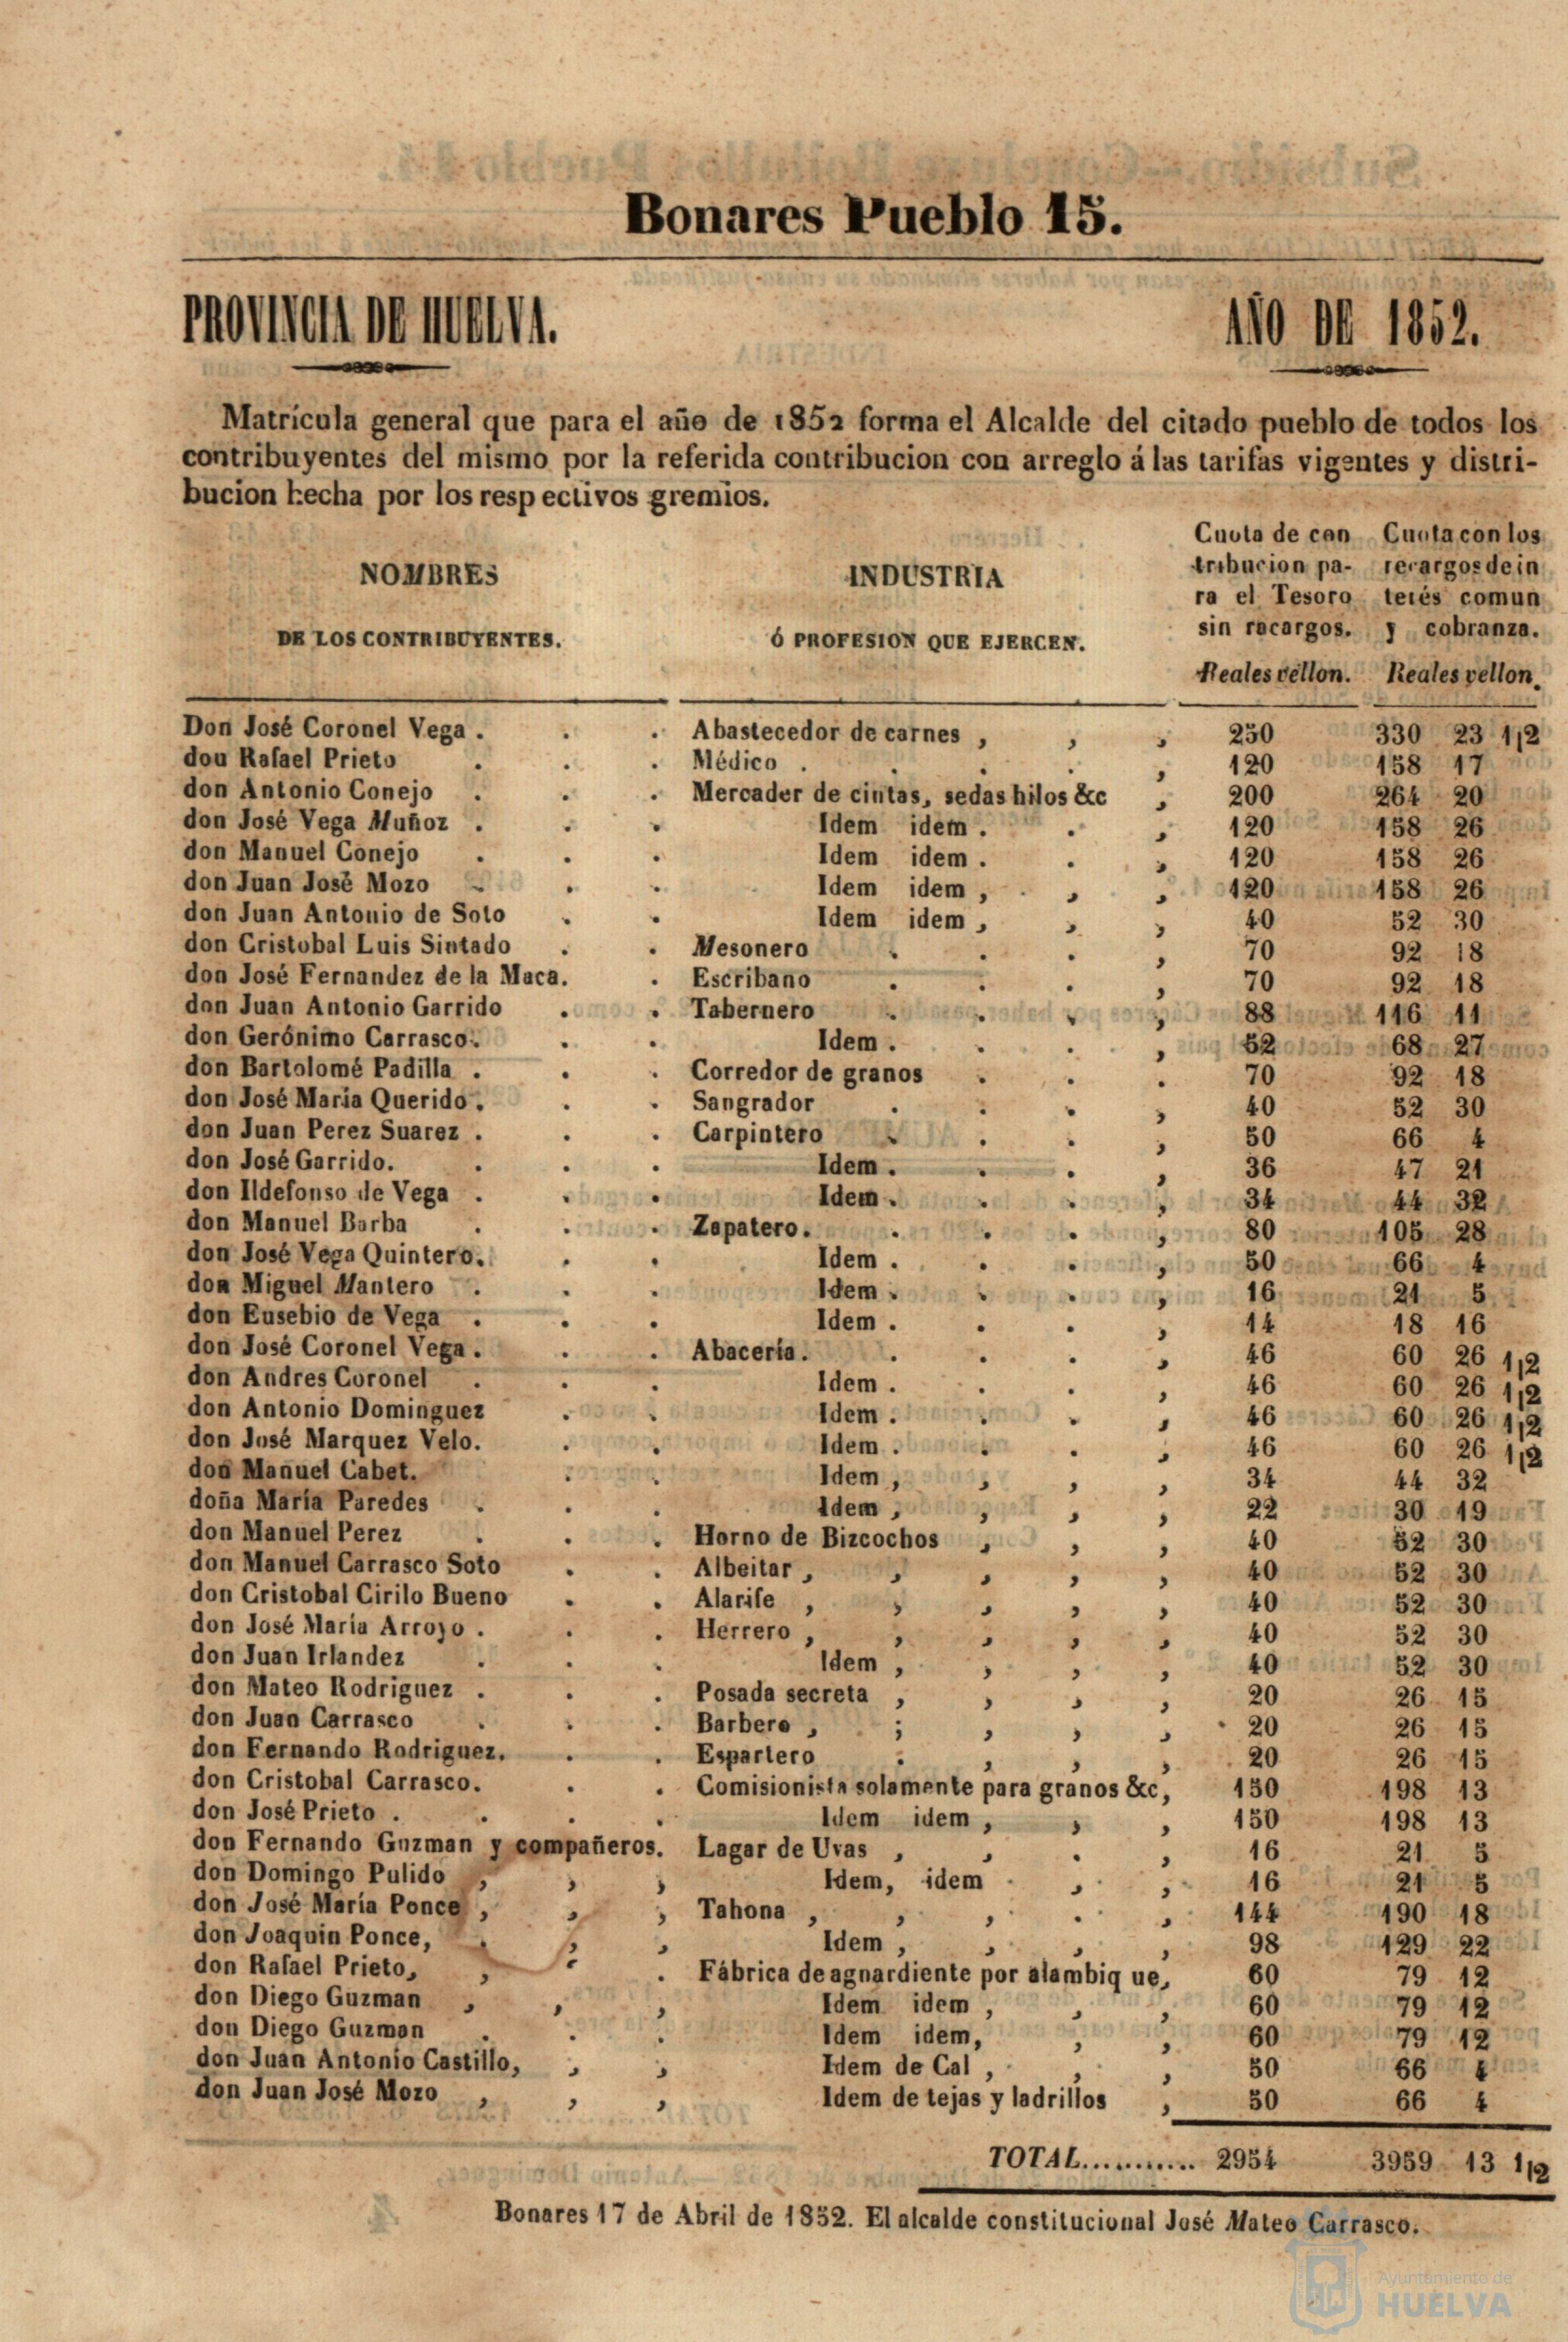 Bonares Pueblo 15.
PROVINCIA DE HUELVA. AÑO DE 1852.
Matrícula general que para el año de 1852 forma el Alcalde del citado pueblo de todos los
contribuyentes del mismo por la referida contribucion con arreglo á las tarifas vigentes y distri-
bucion hecha por los resp ectivos gremios.
NOMBRES
DE LOS CONTRIBUYENTES.
INDUSTRIA
Ó PROFESION QUE EJERCEN.
Cuota de con
tribucion pa-
ra el Tesoro
sin recargos.
Reales vellon.
Cuota con los
recargos de in
terés comun
y cobranza.
Reales vellon.
Don José Coronel Vega . . . Abastecedor de carnes , , , 250 330 23 1|2
don Rafael Prieto . . . Médico . . . . , 120 158 17
don Antonio Conejo . . . Mercader de cintas, sedas hilos &c , 200 264 20
don José Vega Muñoz . . . Idem idem . . , 120 158 26
don Manuel Conejo . . . Idem idem . . , 120 158 26
don Juan José Mozo . . . Idem idem , , , 120 158 26
don Juan Antonio de Soto . . Idem idem , , , 40 52 30
don Cristobal Luis Sintado . . Mesonero . . . , 70 92 18
don José Fernandez de la Maca. . Escribano . . . , 70 92 18
don Juan Antonio Garrido . . Tabernero . . . , 88 116 11
don Gerónimo Carrasco. . . Idem . . . , 52 68 27
don Bartolomé Padilla . . . Corredor de granos . . . 70 92 18
don José María Querido . . . Sangrador . . . , 40 52 30
don Juan Perez Suarez . . . Carpintero . . . , 50 66 4
don José Garrido. . . . Idem . . . , 36 47 21
don Ildefonso de Vega . . . Idem . . . , 34 44 32
don Manuel Barba . . . Zapatero . . . . , 80 105 28
don José Vega Quintero. . . Idem . . . , 50 66 4
don Miguel Mantero . . . Idem . . . , 16 21 5
don Eusebio de Vega . . . Idem . . . , 14 18 16
don José Coronel Vega . . . Abacería . . . . , 46 60 26 1|2
don Andres Coronel . . . Idem . . . , 46 60 26 1|2
don Antonio Dominguez . . Idem . . . , 46 60 26 1|2
don José Marquez Velo. . . Idem . . . , 46 60 26 1|2
don Manuel Cabet. . . Idem , , , , 34 44 32
doña María Paredes . . . Idem , , , , 22 30 19
don Manuel Perez . . . Horno de Bizcochos , , , 40 52 30
don Manuel Carrasco Soto . . Albeitar , , , , , 40 52 30
don Cristobal Cirilo Bueno . . Alarife , , , , , 40 52 30
don José María Arroyo . . . Herrero , , , , , 40 52 30
don Juan Irlandez . . . Idem , , , , 40 52 30
don Mateo Rodriguez . . . Posada secreta , , , , 20 26 15
don Juan Carrasco . . . Barbero , ; , , , 20 26 15
don Fernando Rodriguez. . . Espartero . , , , 20 26 15
don Cristobal Carrasco. . . Comisionista solamente para granos &c, 150 198 13
don José Prieto . . . . Idem idem , , , 150 198 13
don Fernando Guzman y compañeros. Lagar de Uvas , , . , 16 21 5
don Domingo Pulido , , , Idem, idem , , 16 21 5
don José María Ponce , , , Tahona , , , . , 144 190 18
don Joaquin Ponce, . , , Idem , , , , 98 129 22
don Rafael Prieto, , . Fábrica de agnardiente por alambiq ue, 60 79 12
don Diego Guzman , , , Idem idem , , , 60 79 12
don Diego Guzman . . . Idem idem, , , 60 79 12
don Juan Antonio Castillo, , , Idem de Cal , , , 50 66 4
don Juan José Mozo , , , Idem de tejas y ladrillos , 50 66 4
TOTAL........... 2954 3959 13 1|2
Bonares 17 de Abril de 1852. El alcalde constitucional José Mateo Carrasco.
Ayuntamiento de
HUELVA